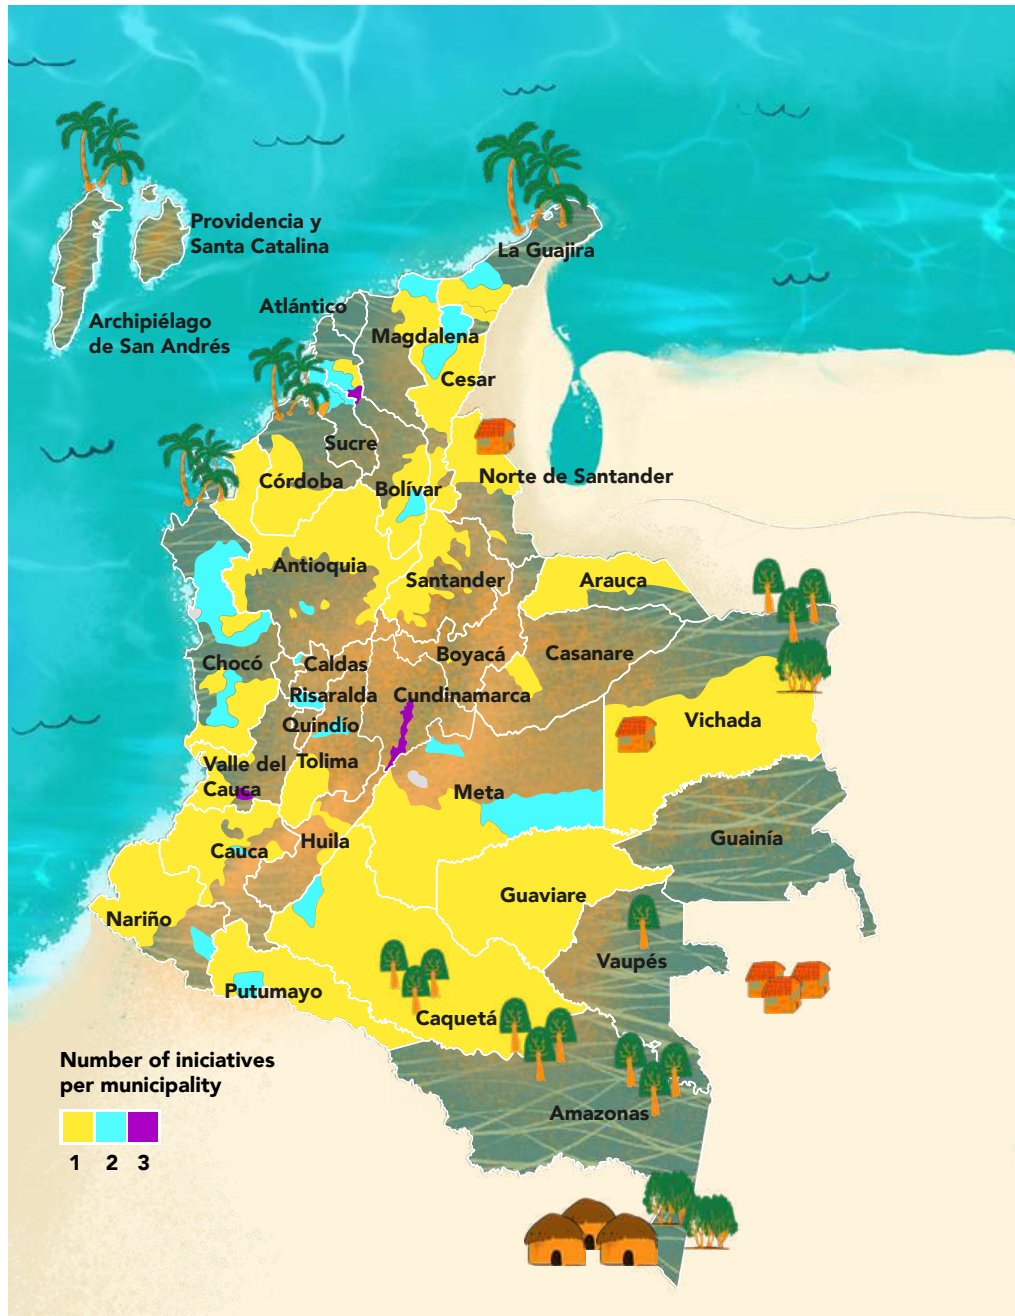 Providencia y
Santa Catalina
La Guajira
Archipiélago
de San Andrés
Atlántico
Magdalena
Cesar
Sucre
Córdoba
Bolívar
Norte de Santander
Antioquia
Santander
Arauca
Chocó
Caldas
Boyacá
Casanare
Risaralda
Cundinamarca
Quindío
Vichada
Valle del
Cauca
Tolima
Meta
Guainía
Cauca
Huila
Guaviare
Nariño
Vaupés
Putumayo
Caquetá
Number of iniciatives
per municipality
1 2 3
Amazonas